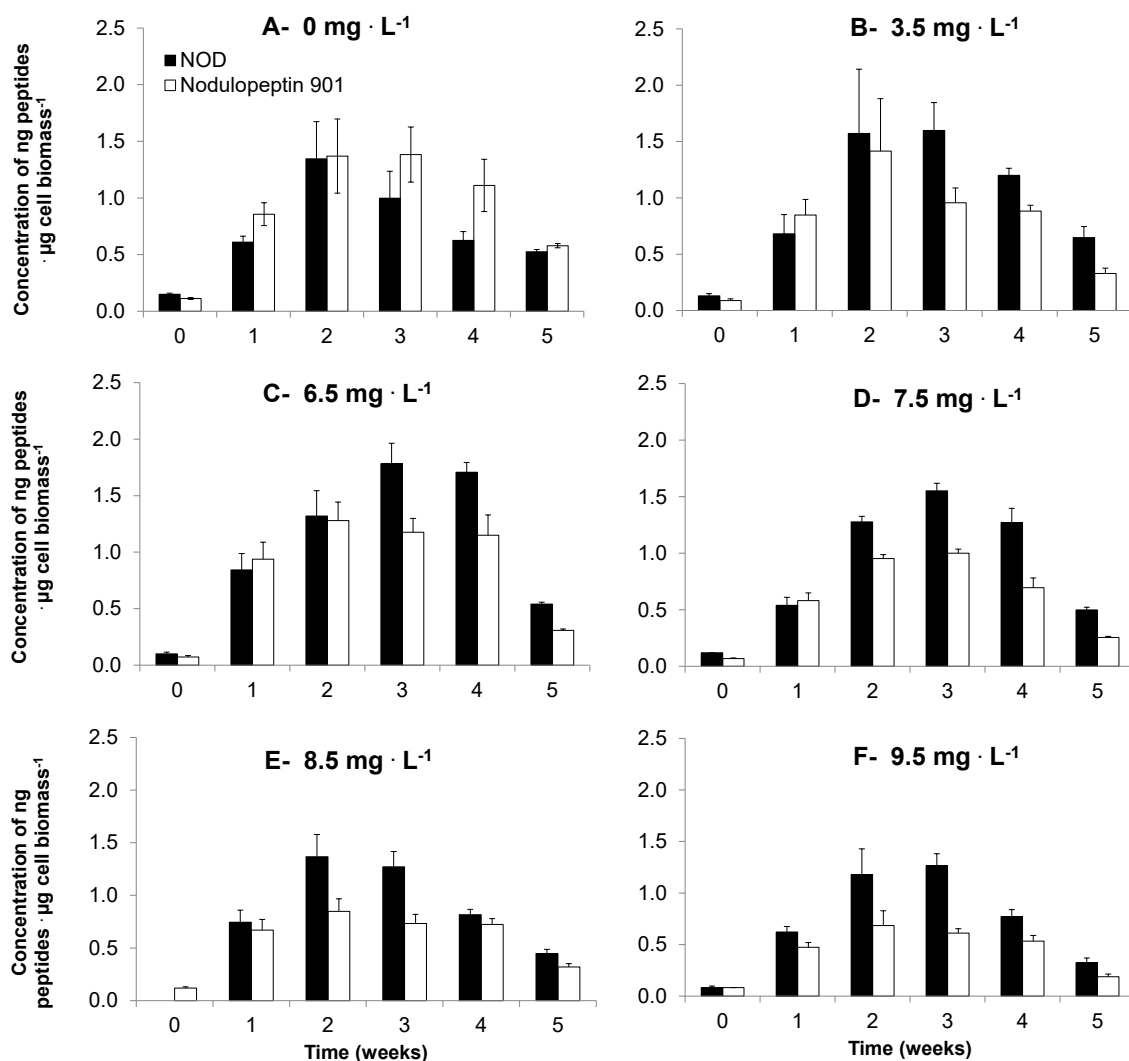 A- 0 mg · L-1
2.5
2.0
1.5
1.0
0.5
0.0
NOD
Nodulopeptin 901
0 1 2 3 4 5
Concentration of ng peptides
· µg cell biomass-1
B- 3.5 mg · L-1
2.5
2.0
1.5
1.0
0.5
0.0
0 1 2 3 4 5
C- 6.5 mg · L-1
2.5
2.0
1.5
1.0
0.5
0.0
0 1 2 3 4 5
Concentration of ng peptides
· µg cell biomass-1
D- 7.5 mg · L-1
2.5
2.0
1.5
1.0
0.5
0.0
0 1 2 3 4 5
E- 8.5 mg · L-1
2.5
2.0
1.5
1.0
0.5
0.0
0 1 2 3 4 5
Time (weeks)
Concentration of ng
peptides · µg cell biomass-1
F- 9.5 mg · L-1
2.5
2.0
1.5
1.0
0.5
0.0
0 1 2 3 4 5
Time (weeks)